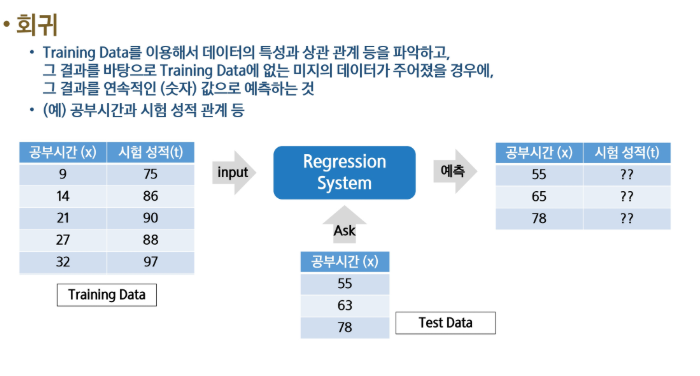 • 회귀
• Training Data를 이용해서 데이터의 특성과 상관 관계 등을 파악하고,
그 결과를 바탕으로 Training Data에 없는 미지의 데이터가 주어졌을 경우에,
그 결과를 연속적인 (숫자) 값으로 예측하는 것
• (예) 공부시간과 시험 성적 관계 등
공부시간 (x) 시험 성적(t)
9 75
14 86
21 90
27 88
32 97
Training Data
input
Regression
System
예측
공부시간 (x) 시험 성적(t)
55 ??
65 ??
78 ??
Ask
공부시간 (x)
55
63
78
Test Data